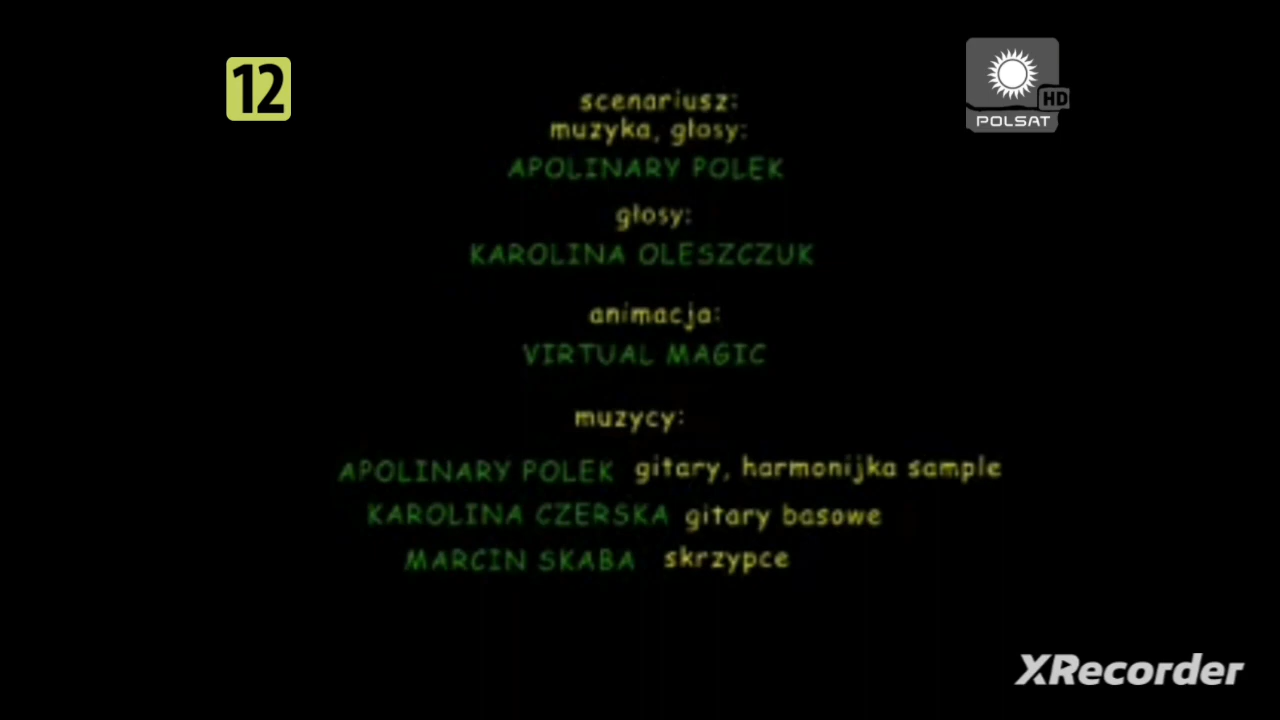 12
HD
POLSAT
scenariusz:
muzyka, głosy:
APOLINARY POLEK
głosy:
KAROLINA OLESZCZUK
animacja:
VIRTUAL MAGIC
muzycy:
APOLINARY POLEK gitary, harmonijka sample
KAROLINA CZERSKA gitary basowe
MARCIN SKABA skrzypce
XRecorder